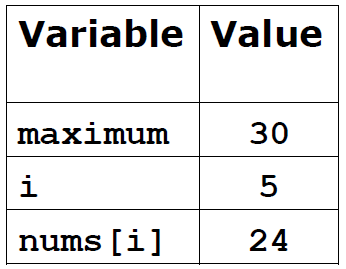 Variable Value
maximum 30
i 5
nums[i] 24